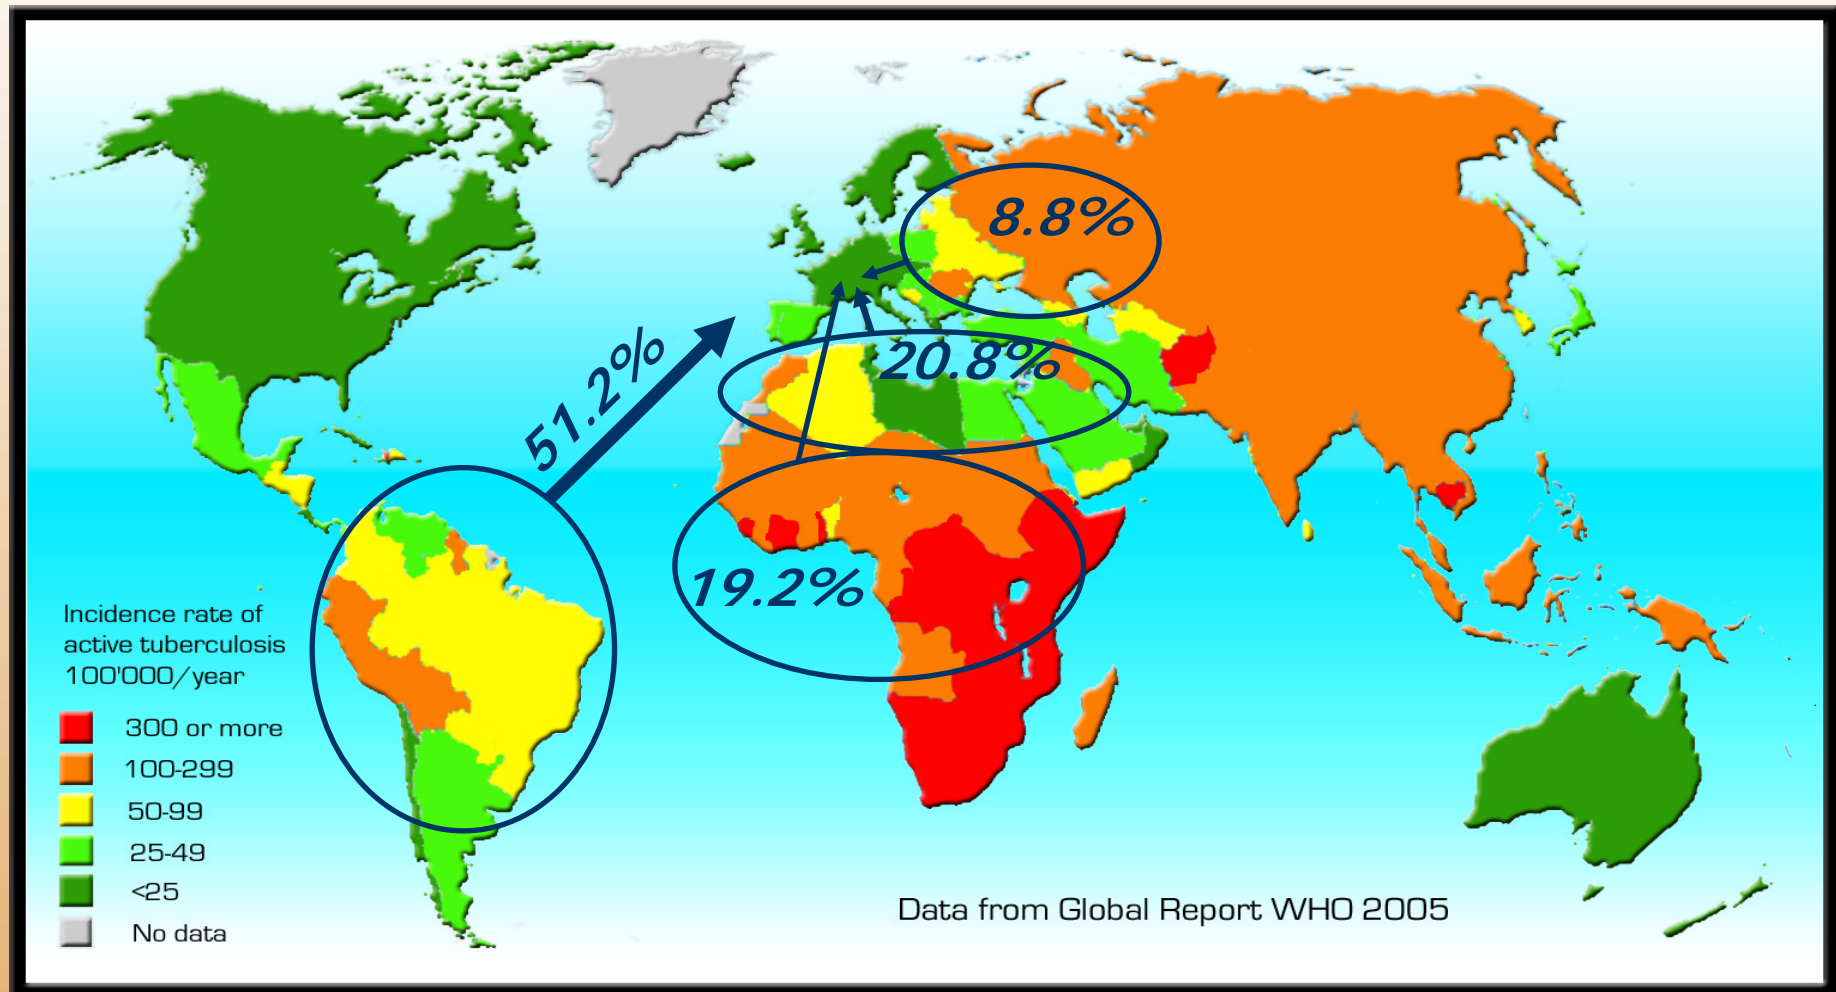 8.8%
20.8%
51.2%
19.2%
Incidence rate of
active tuberculosis
100'000/year
300 or more
100-299
50-99
25-49
<25
No data
Data from Global Report WHO 2005